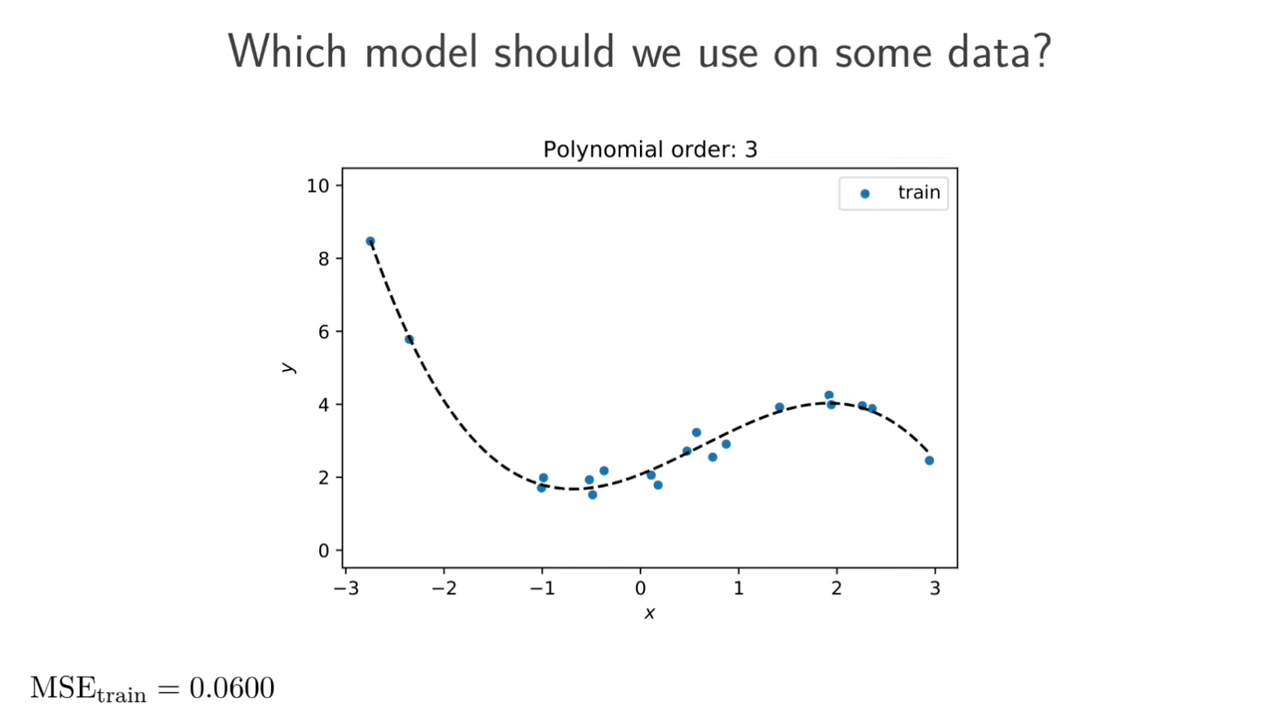 Which model should we use on some data?
Polynomial order: 3
train
10
8
6
4
2
0
y
−3 −2 −1 0 1 2 3
x
MSEtrain = 0.0600